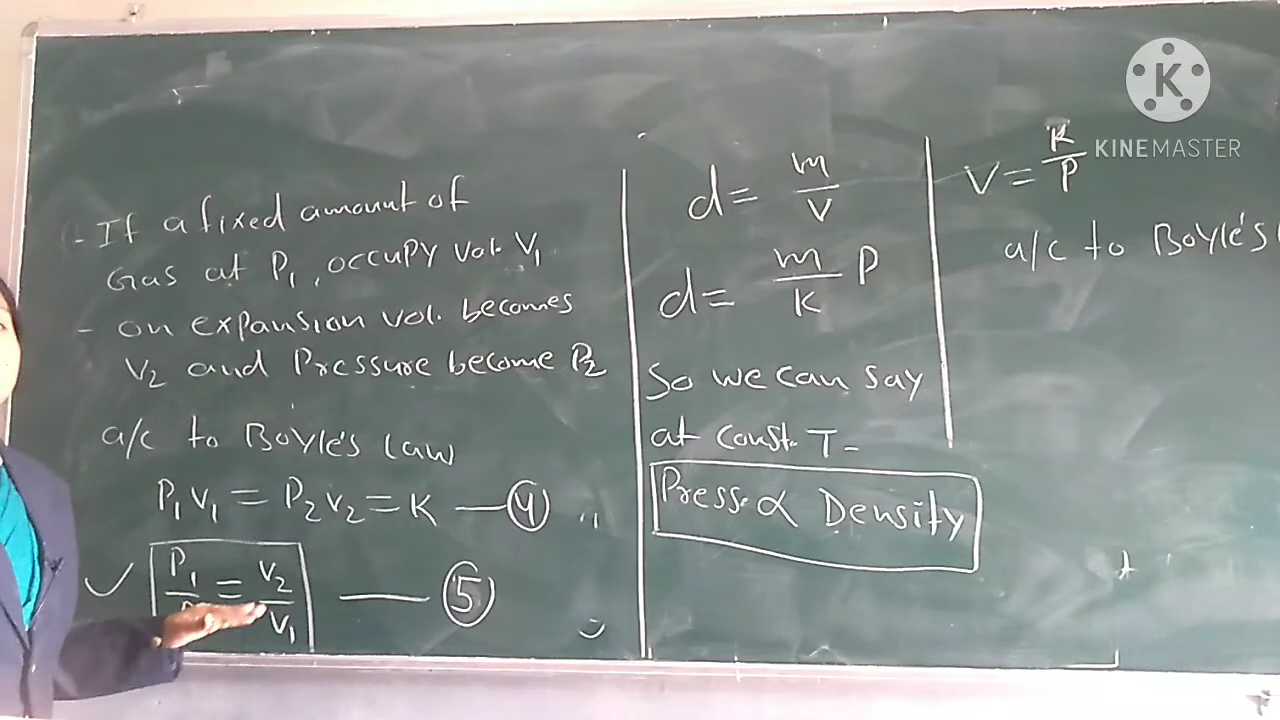 - If a fixed amount of
Gas at P₁, occupy vol. V₁
- on expansion vol. becomes
V₂ and Pressure become P₂
a/c to Boyle's Law
P₁V₁ = P₂V₂ = K — ④
P₁/ = V₂/V₁ — ⑤
d = m/V
d = m/K P
So we can say
at const. T -
Press. ∝ Density
V = K/P
a/c to Boyle's
K
KINEMASTER